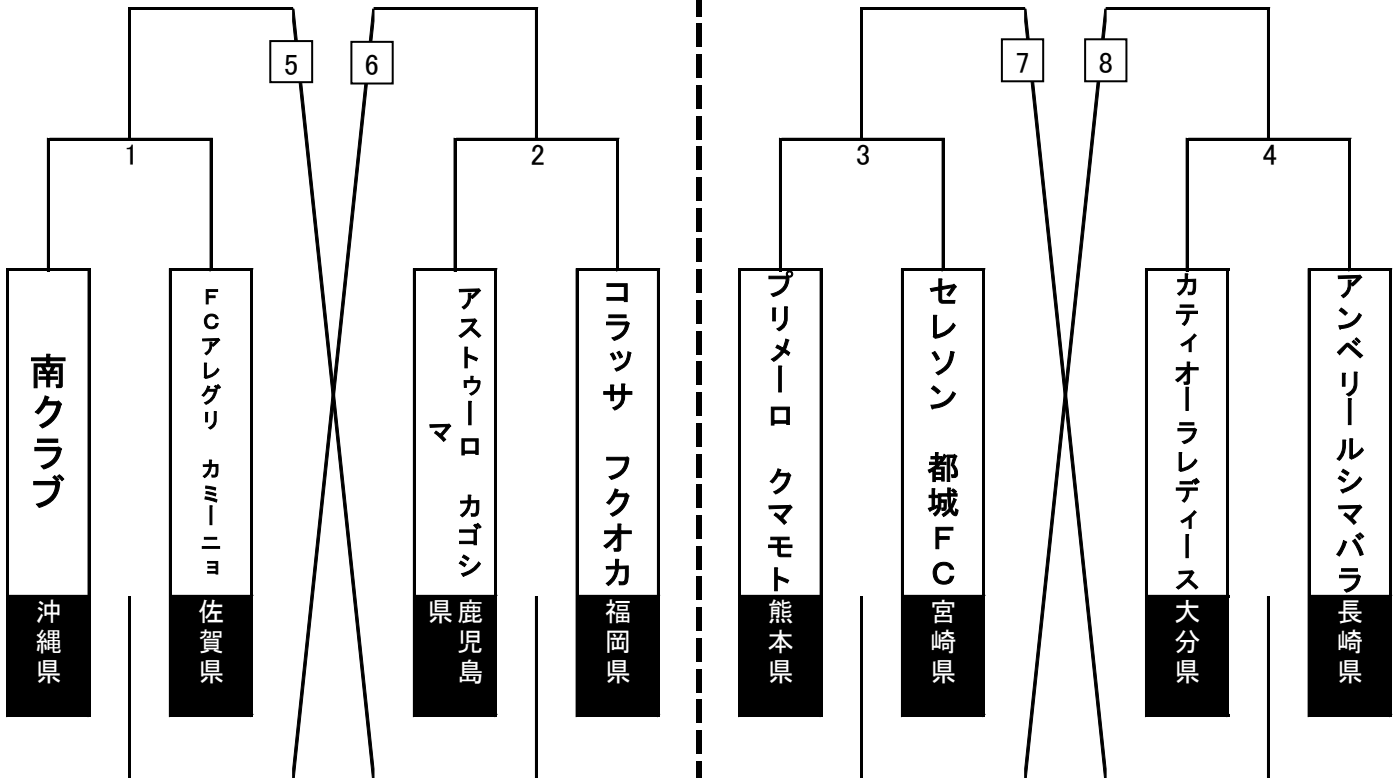 5
6
7
8
1
2
3
4
南クラブ
FCアレグリ カミーニョ
アストゥーロ カゴシ
マ
コラッサ フクオカ
プリメーロ クマモト
セレソン 都城FC
カティオーラレディース
アンベリールシマバラ
沖縄県
佐賀県
鹿児島
県
福岡県
熊本県
宮崎県
大分県
長崎県